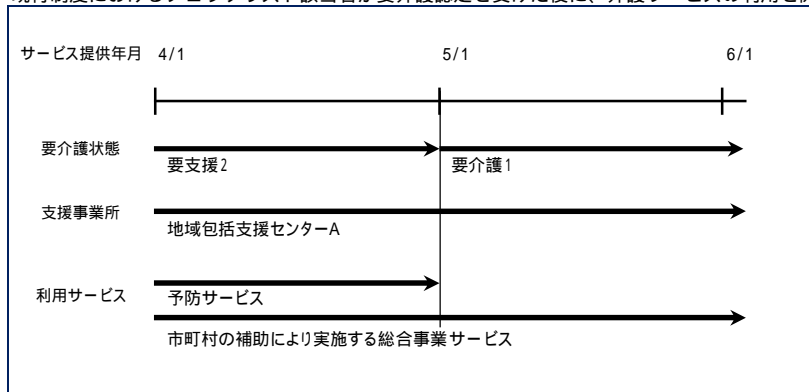 サービス提供年月 4/1 5/1 6/1
要介護状態
要支援2 要介護1
支援事業所
地域包括支援センターA
利用サービス 予防サービス
市町村の補助により実施する総合事業サービス